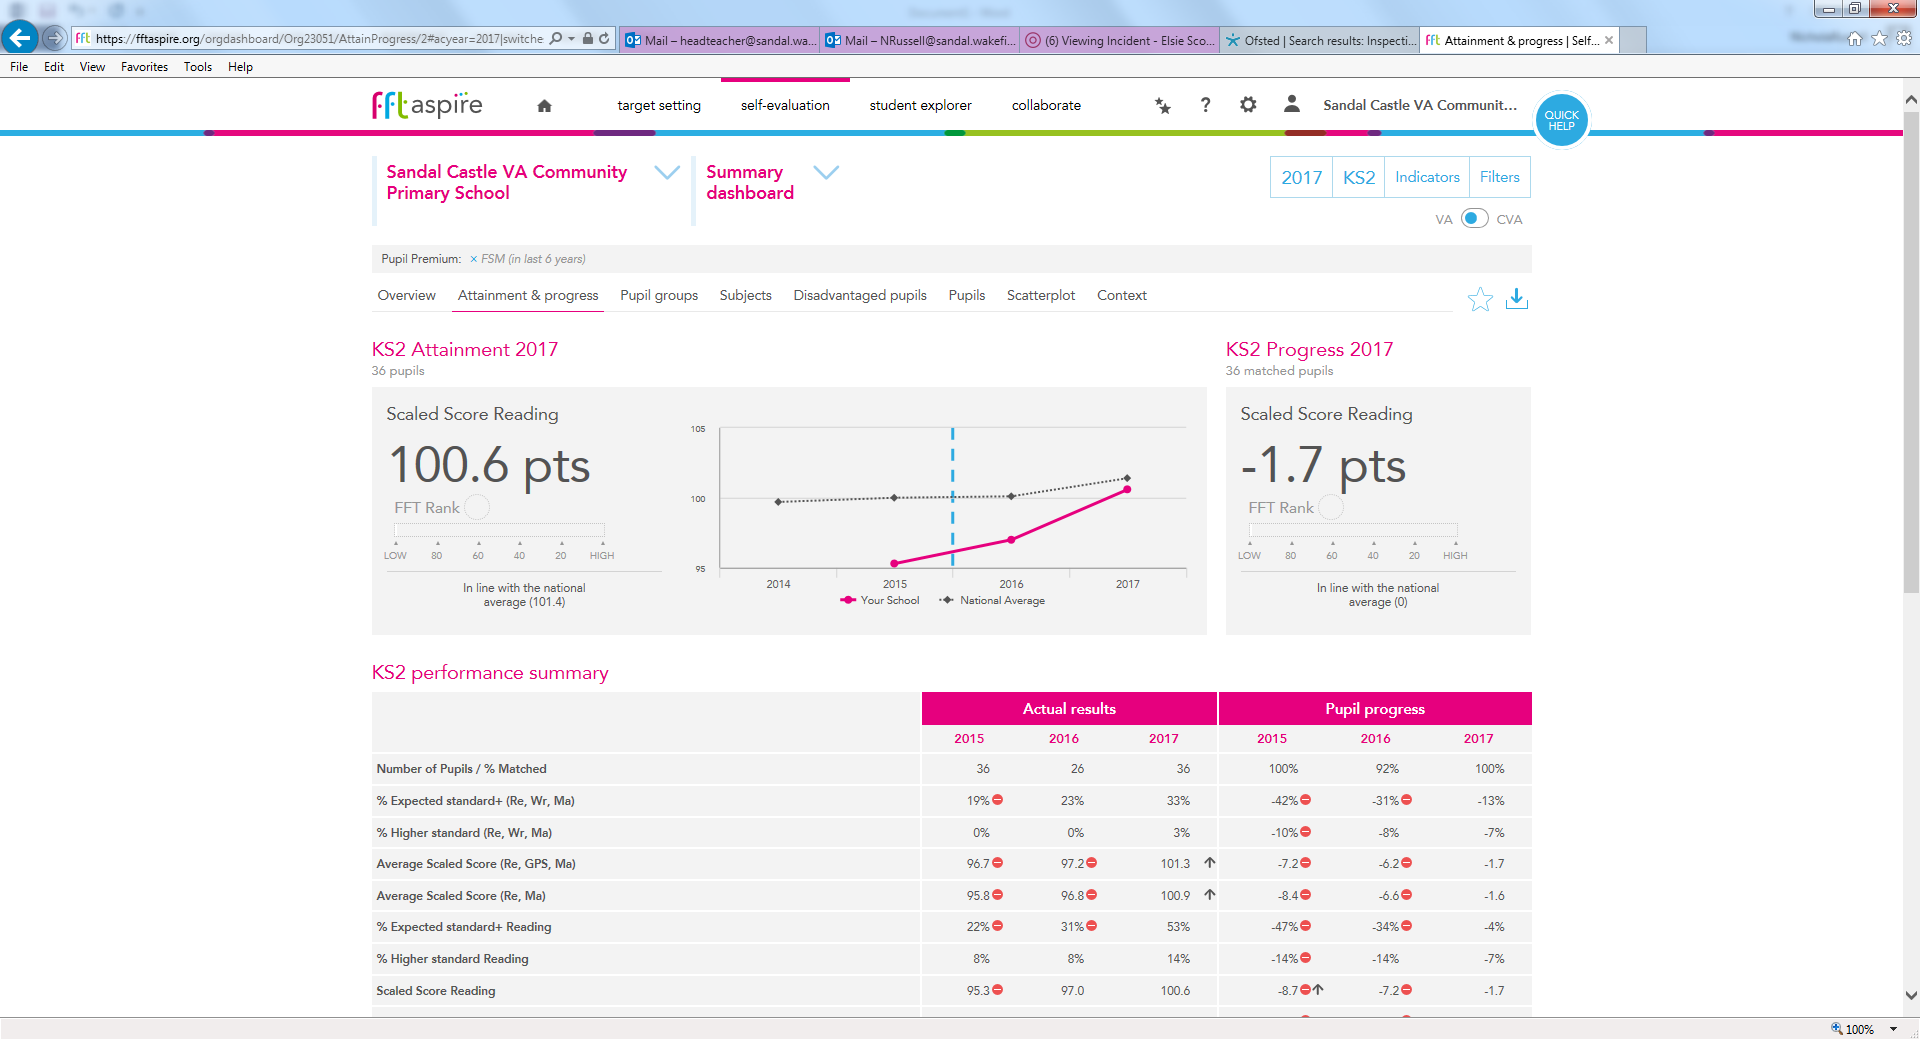 https://fftaspire.org/orgdashboard/Org23051/AttainProgress/2#acyear=2017|switche
Mail – headteacher@sandal.wa...
Mail – NRussell@sandal.wakefi...
(6) Viewing Incident - Elsie Sco...
Ofsted | Search results: Inspecti...
fft Attainment & progress | Self...
File Edit View Favorites Tools Help
fft aspire
target setting self-evaluation student explorer collaborate
? Sandal Castle VA Communit...
QUICK
HELP
Sandal Castle VA Community
Primary School
Summary
dashboard
2017 KS2 Indicators Filters
VA CVA
Pupil Premium: × FSM (in last 6 years)
Overview Attainment & progress Pupil groups Subjects Disadvantaged pupils Pupils Scatterplot Context
KS2 Attainment 2017
36 pupils
Scaled Score Reading
100.6 pts
FFT Rank
LOW 80 60 40 20 HIGH
In line with the national
average (101.4)
105
100
95
2014 2015 2016 2017
Your School National Average
KS2 Progress 2017
36 matched pupils
Scaled Score Reading
-1.7 pts
FFT Rank
LOW 80 60 40 20 HIGH
In line with the national
average (0)
KS2 performance summary
Actual results Pupil progress
2015 2016 2017 2015 2016 2017
Number of Pupils / % Matched 36 26 36 100% 92% 100%
% Expected standard+ (Re, Wr, Ma) 19% 23% 33% -42% -31% -13%
% Higher standard (Re, Wr, Ma) 0% 0% 3% -10% -8% -7%
Average Scaled Score (Re, GPS, Ma) 96.7 97.2 101.3 -7.2 -6.2 -1.7
Average Scaled Score (Re, Ma) 95.8 96.8 100.9 -8.4 -6.6 -1.6
% Expected standard+ Reading 22% 31% 53% -47% -34% -4%
% Higher standard Reading 8% 8% 14% -14% -14% -7%
Scaled Score Reading 95.3 97.0 100.6 -8.7 -7.2 -1.7
100%